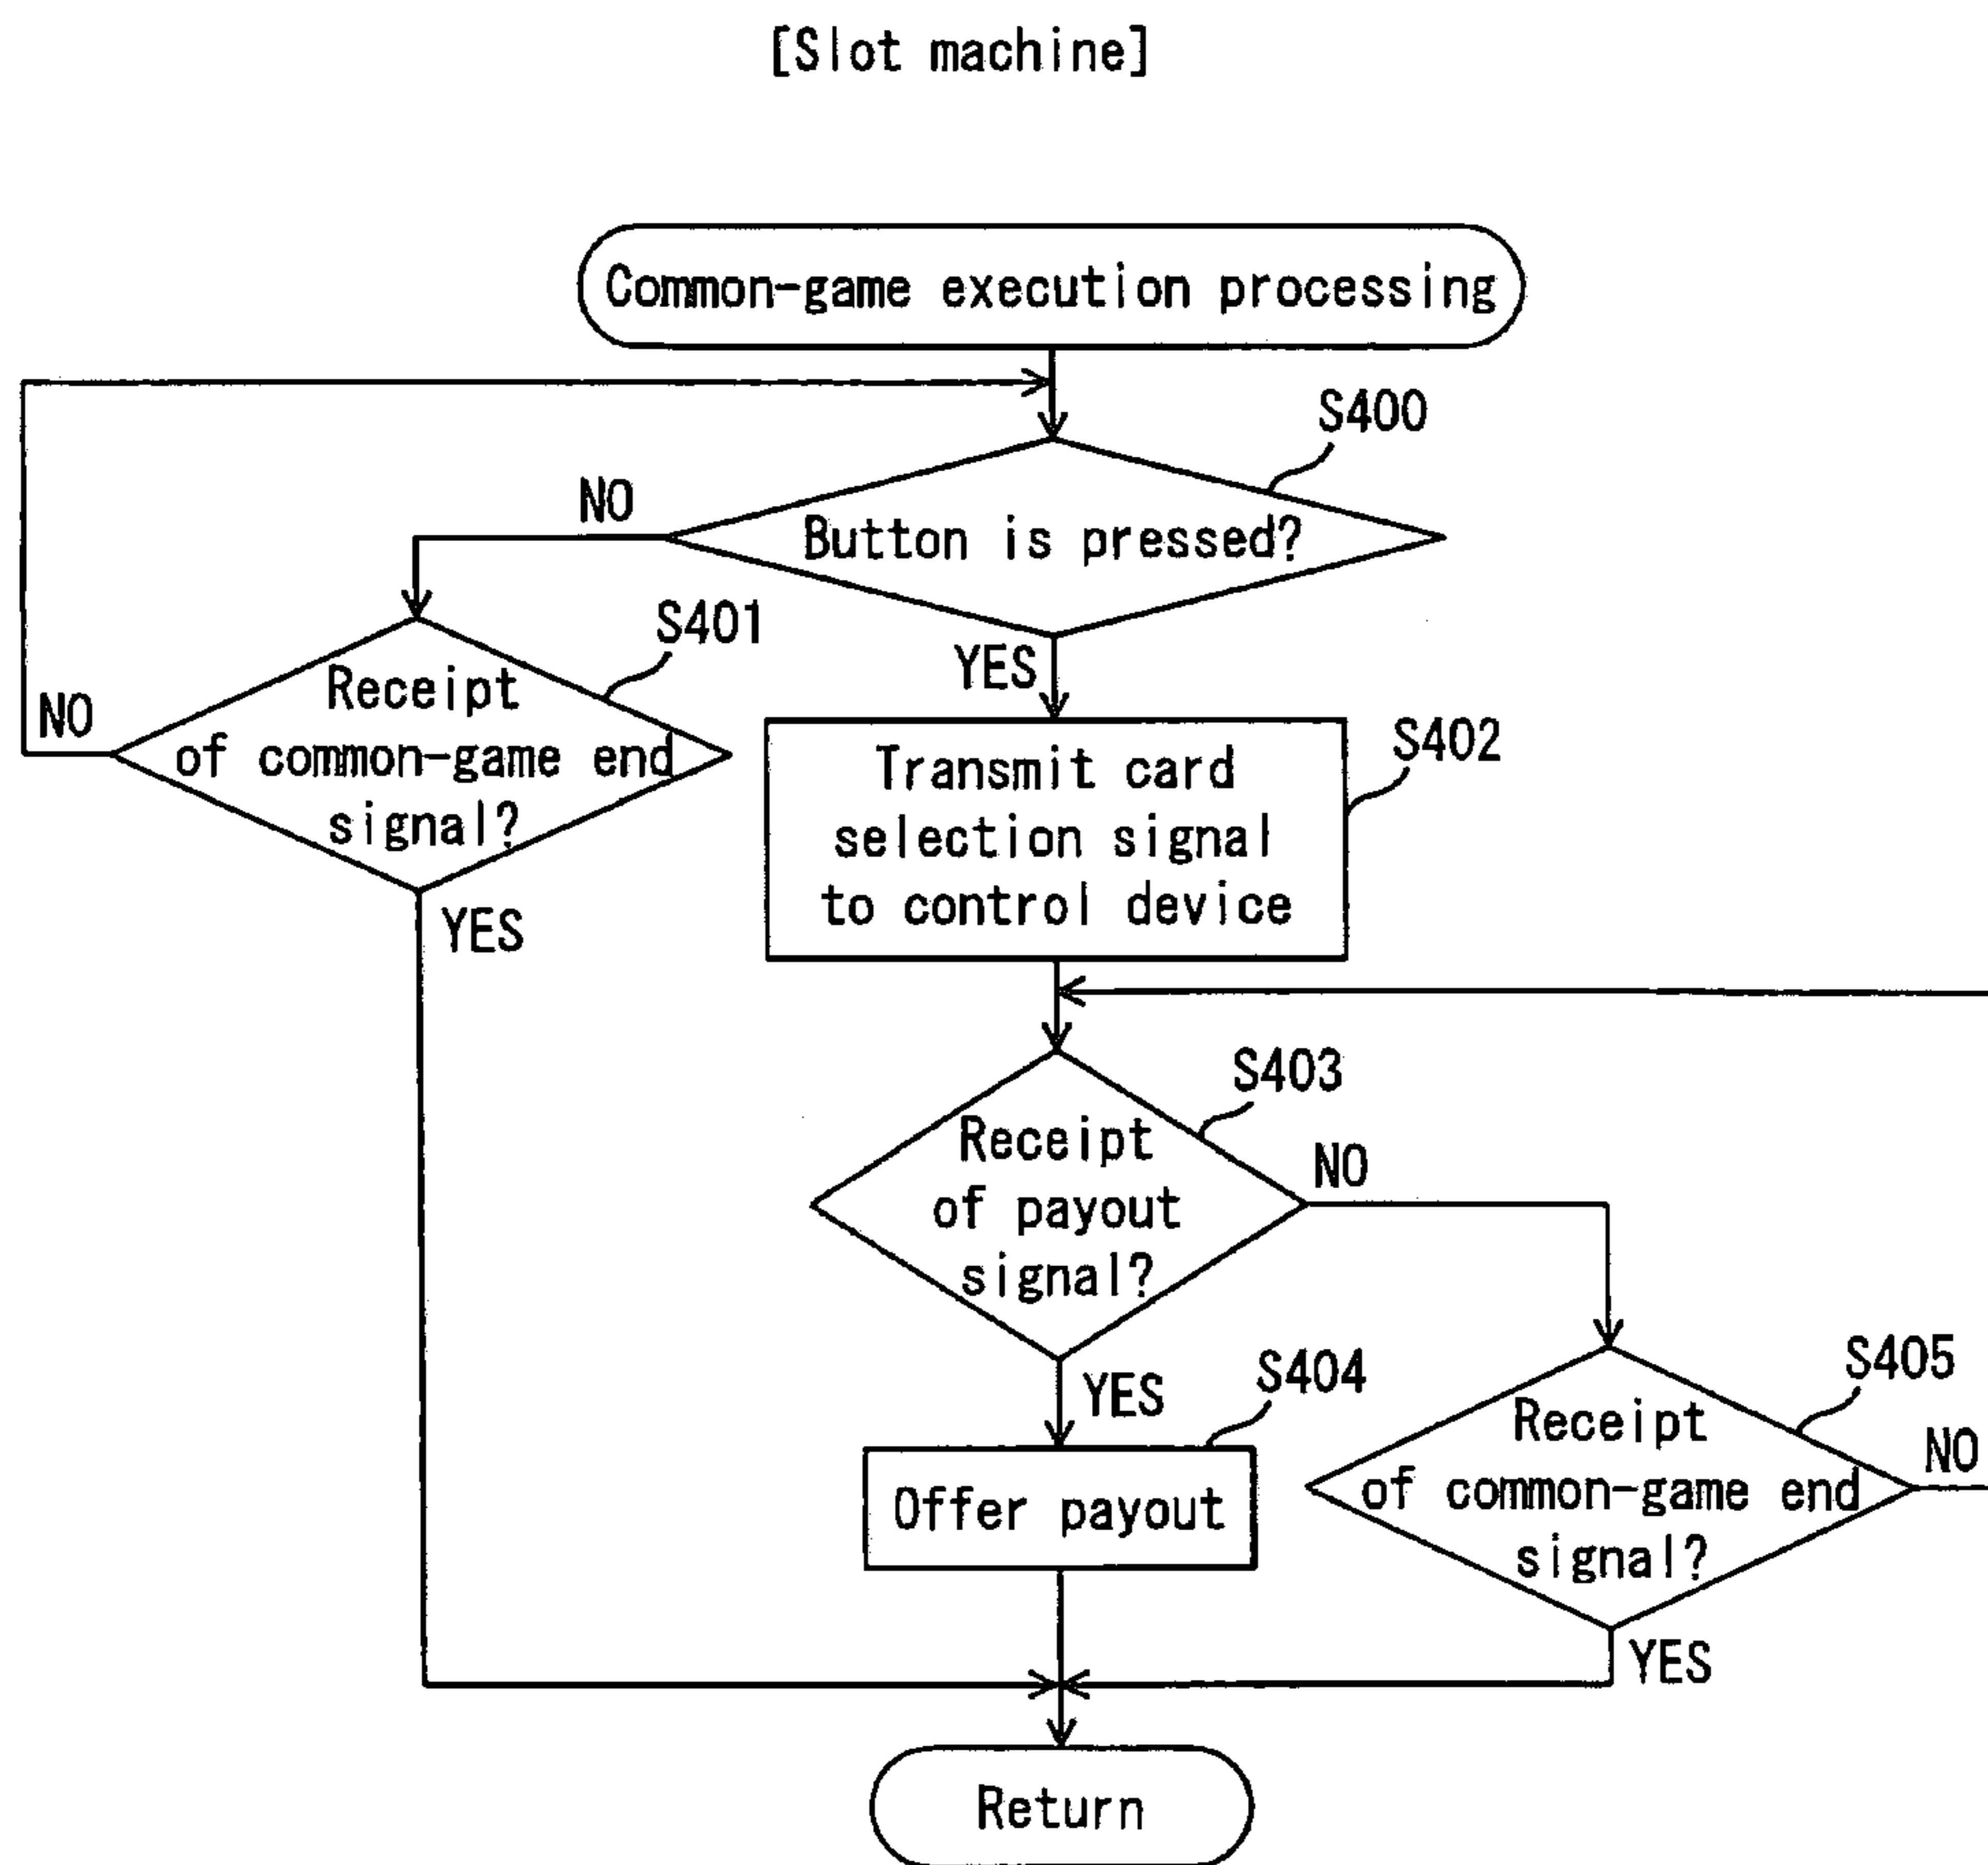 [Slot machine]
Common-game execution processing
S400
NO
Button is pressed?
S401
YES
Receipt
of common-game end
signal?
NO
YES
S402
Transmit card
selection signal
to control device
S403
Receipt
of payout
signal?
NO
YES
S404
Offer payout
S405
Receipt
of common-game end
signal?
NO
YES
Return